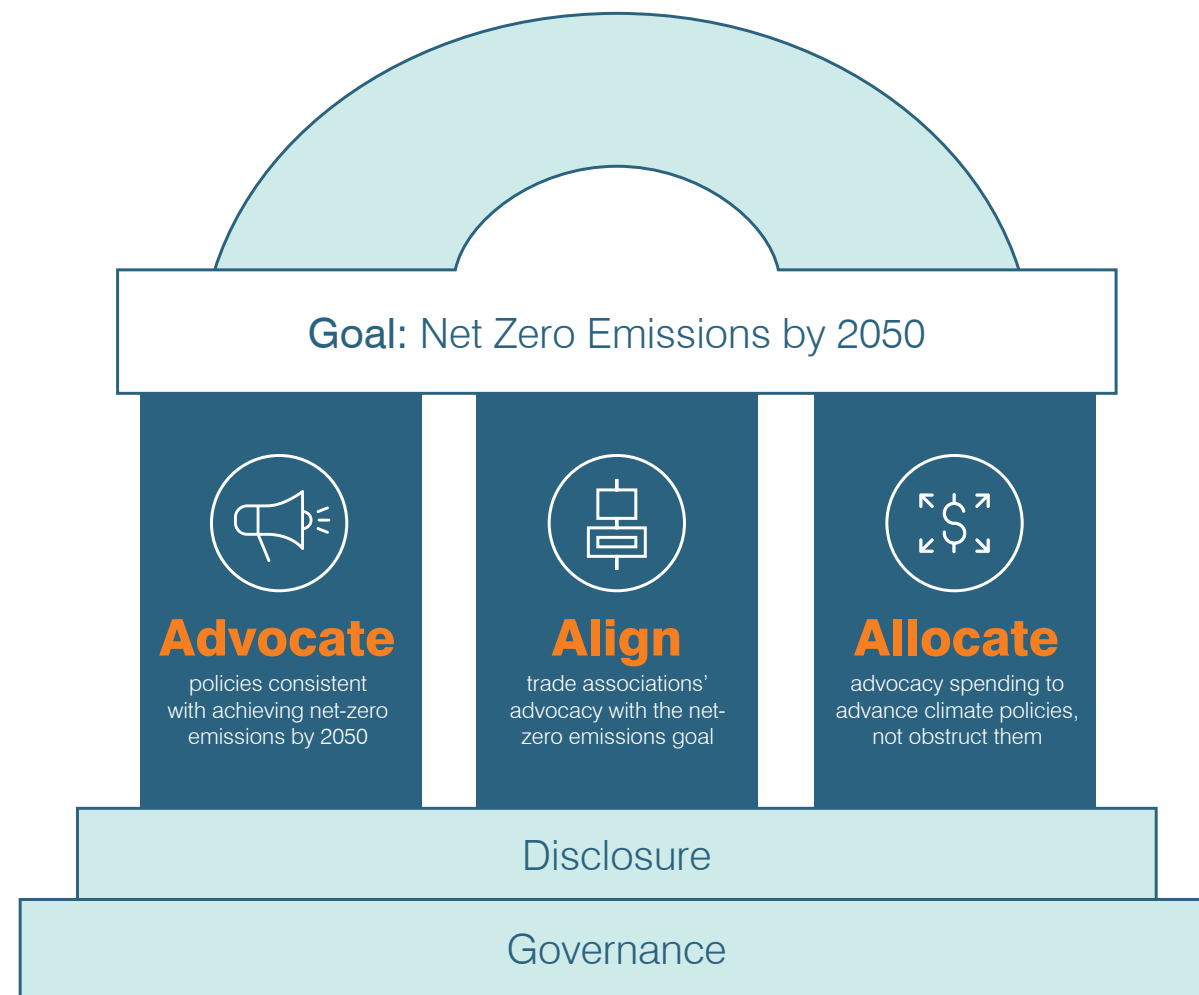 Goal: Net Zero Emissions by 2050
Advocate
policies consistent
with achieving net-zero
emissions by 2050
Align
trade associations’
advocacy with the net-
zero emissions goal
Allocate
advocacy spending to
advance climate policies,
not obstruct them
Disclosure
Governance